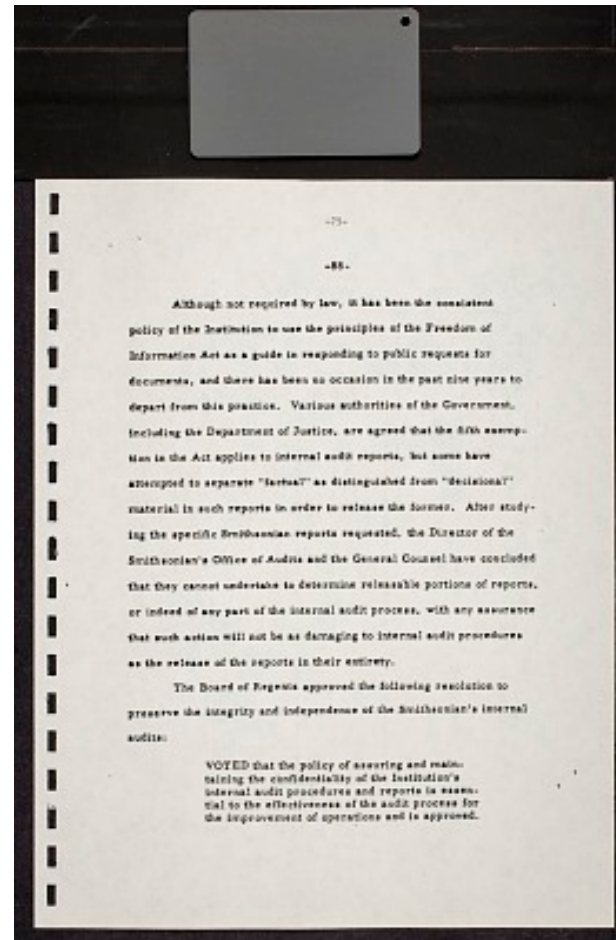 -75-
-88-
Although not required by law, it has been the consistent
policy of the Institution to use the principles of the Freedom of
Information Act as a guide in responding to public requests for
documents, and there has been no occasion in the past nine years to
depart from this practice. Various authorities of the Government,
including the Department of Justice, are agreed that the fifth exemp-
tion in the Act applies to internal audit reports, but some have
attempted to separate "factual" as distinguished from "decisional"
material in such reports in order to release the former. After study-
ing the specific Smithsonian reports requested, the Director of the
Smithsonian's Office of Audits and the General Counsel have concluded
that they cannot undertake to determine releasable portions of reports,
or indeed of any part of the internal audit process, with any assurance
that such action will not be as damaging to internal audit procedures
as the release of the reports in their entirety.
The Board of Regents approved the following resolution to
preserve the integrity and independence of the Smithsonian's internal
audits:
VOTED that the policy of assuring and main-
taining the confidentiality of the Institution's
internal audit procedures and reports is essen-
tial to the effectiveness of the audit process for
the improvement of operations and is approved.